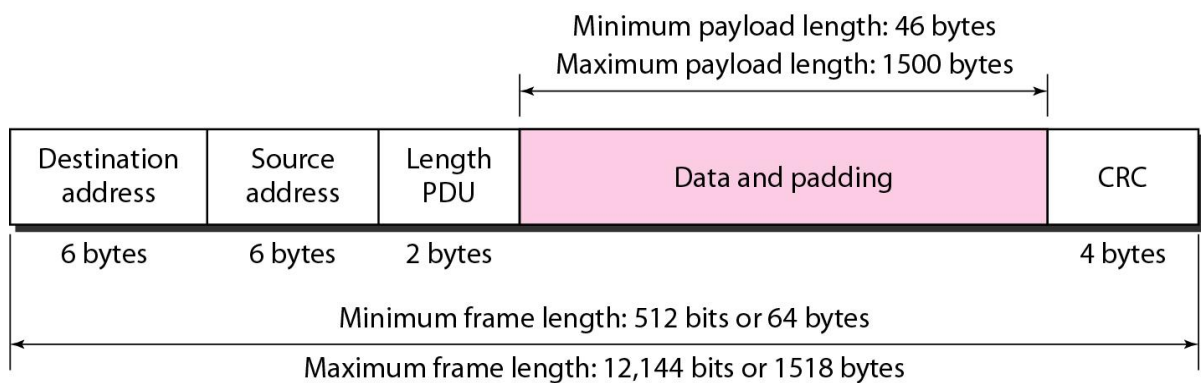 Minimum payload length: 46 bytes
Maximum payload length: 1500 bytes
Destination address
Source address
Length PDU
Data and padding
CRC
6 bytes
6 bytes
2 bytes
4 bytes
Minimum frame length: 512 bits or 64 bytes
Maximum frame length: 12,144 bits or 1518 bytes